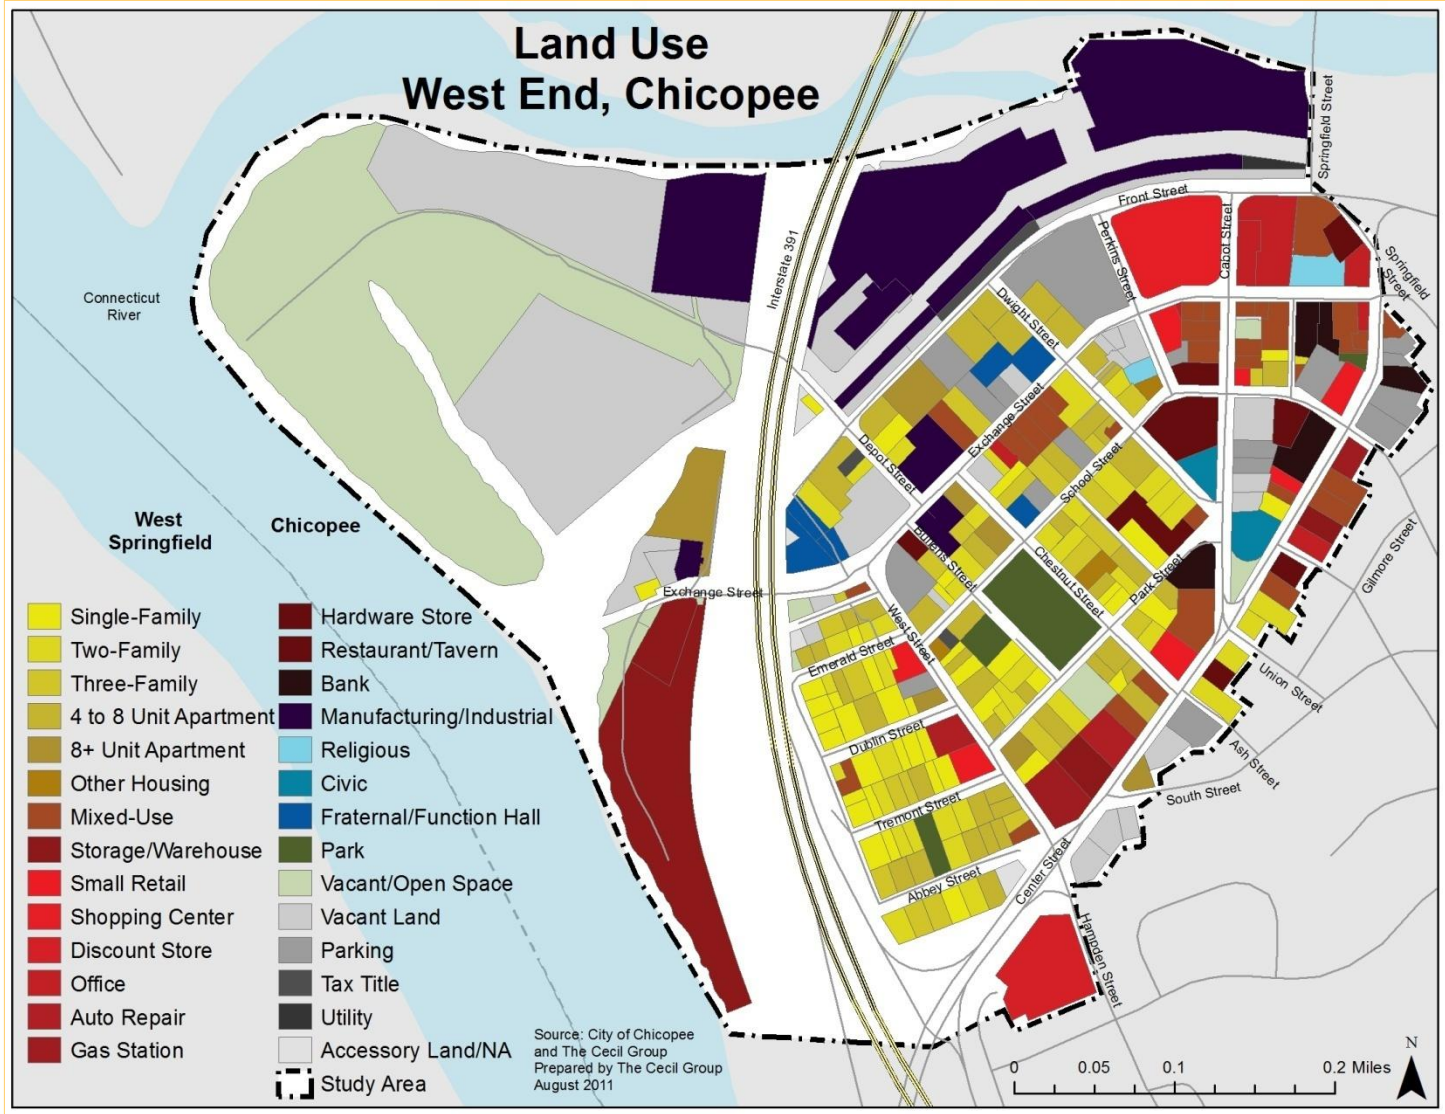 Land Use
West End, Chicopee
Springfield Street
Front Street
Perkins Street
Cabot Street
Springfield
Street
Interstate 391
Connecticut
River
Dwight Street
Exchange Street
Depot Street
School Street
Burens Street
Chestnut Street
Park Street
Gilmore Street
West
Springfield
Chicopee
Exchange Street
West Street
Emerald Street
Union Street
Ash Street
South Street
Dublin Street
Tremont Street
Abbey Street
Center Street
Hampden Street
Single-Family
Two-Family
Three-Family
4 to 8 Unit Apartment
8+ Unit Apartment
Other Housing
Mixed-Use
Storage/Warehouse
Small Retail
Shopping Center
Discount Store
Office
Auto Repair
Gas Station
Hardware Store
Restaurant/Tavern
Bank
Manufacturing/Industrial
Religious
Civic
Fraternal/Function Hall
Park
Vacant/Open Space
Vacant Land
Parking
Tax Title
Utility
Accessory Land/NA
Study Area
Source: City of Chicopee
and The Cecil Group
Prepared by The Cecil Group
August 2011
0 0.05 0.1 0.2 Miles
N